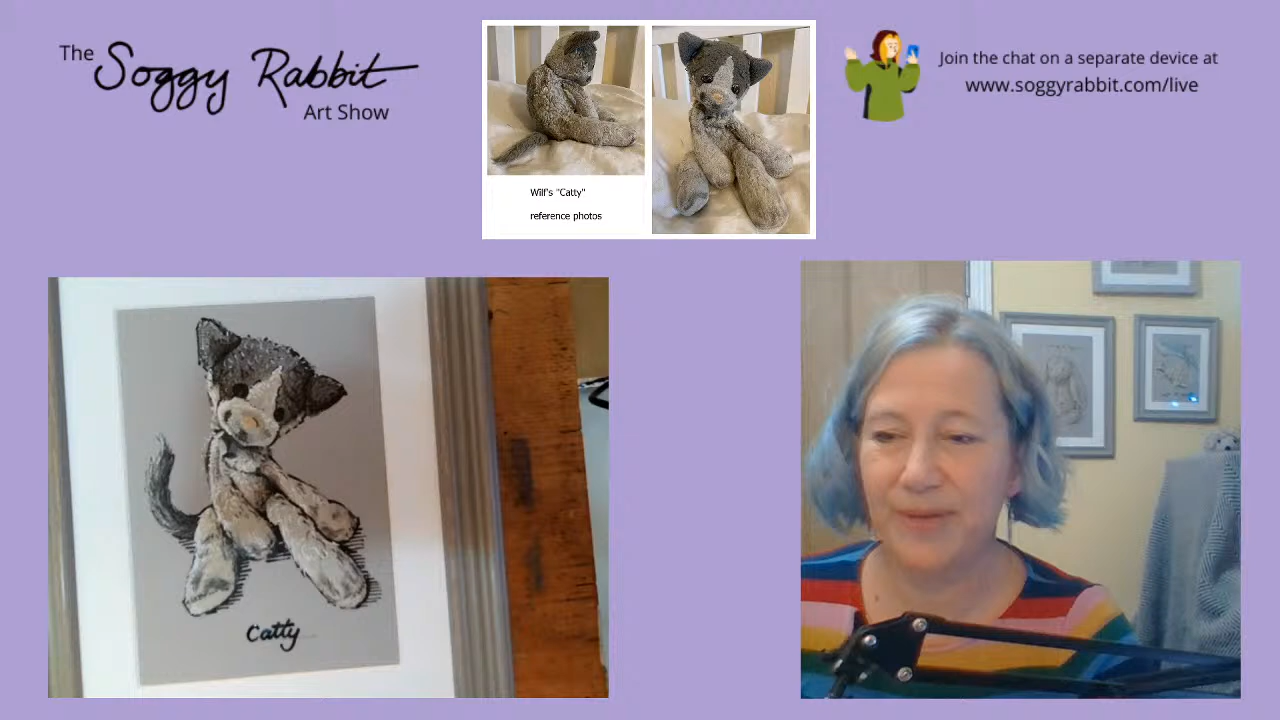 The
Soggy Rabbit
Art Show
Wilf's "Catty"
reference photos
Join the chat on a separate device at
www.soggyrabbit.com/live
Catty